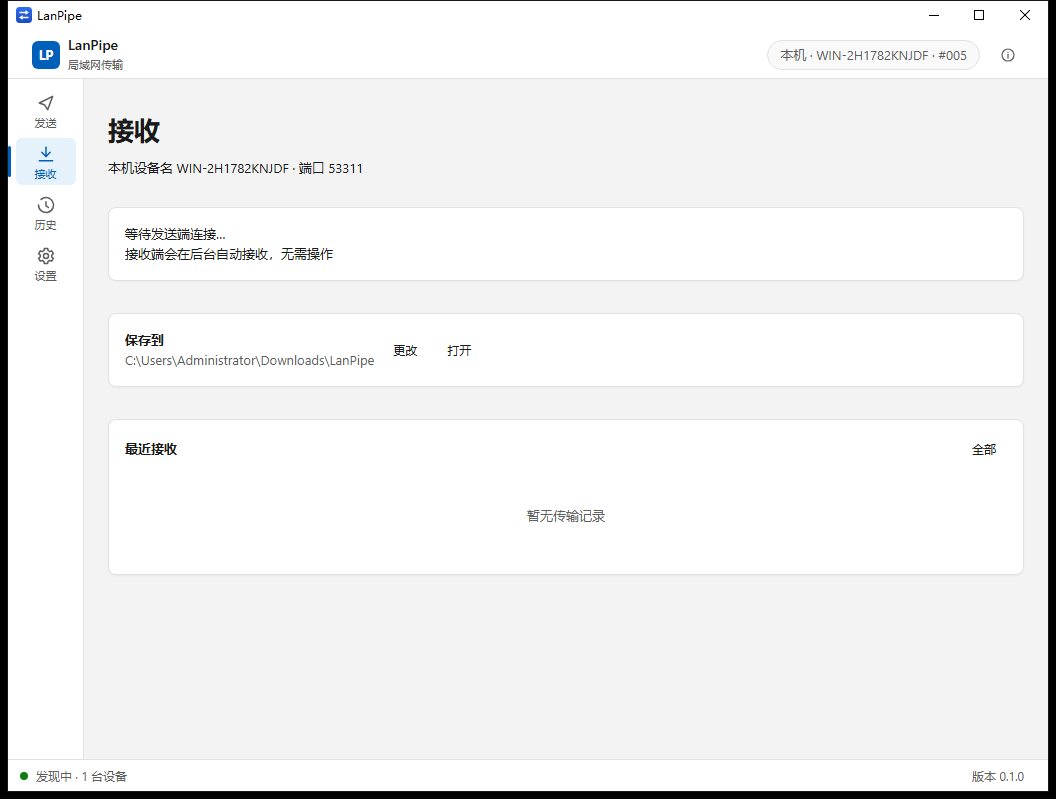 LanPipe
LP
LanPipe
局域网传输
本机 · WIN-2H1782KNJDF · #005
发送
接收
历史
设置
接收
本机设备名 WIN-2H1782KNJDF · 端口 53311
等待发送端连接...
接收端会在后台自动接收，无需操作
保存到
C:\Users\Administrator\Downloads\LanPipe
更改
打开
最近接收
全部
暂无传输记录
发现中 · 1 台设备
版本 0.1.0